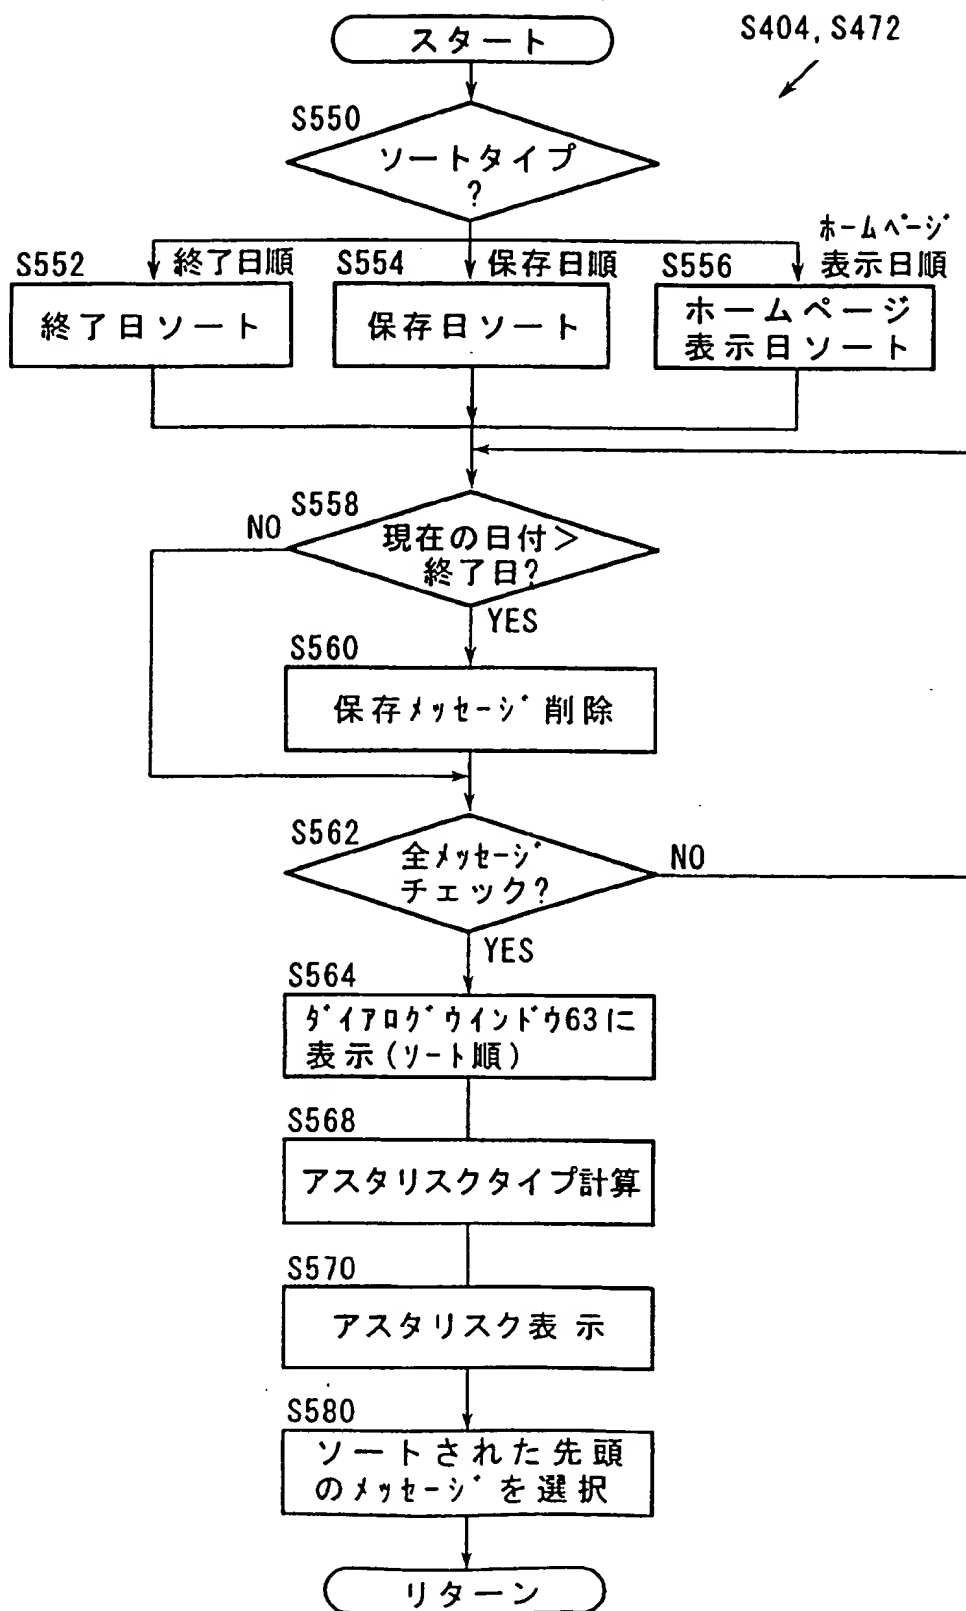 スタート
S404, S472
S550
ソートタイプ
?
ホームページ
S552
終了日順
S554
保存日順
S556
表示日順
終了日ソート
保存日ソート
ホームページ
表示日ソート
S558
NO
現在の日付>
終了日?
YES
S560
保存メッセージ削除
S562
全メッセージ
チェック?
NO
YES
S564
ダイアログウインドウ63に
表示(ソート順)
S568
アスタリスクタイプ計算
S570
アスタリスク表示
S580
ソートされた先頭
のメッセージを選択
リターン